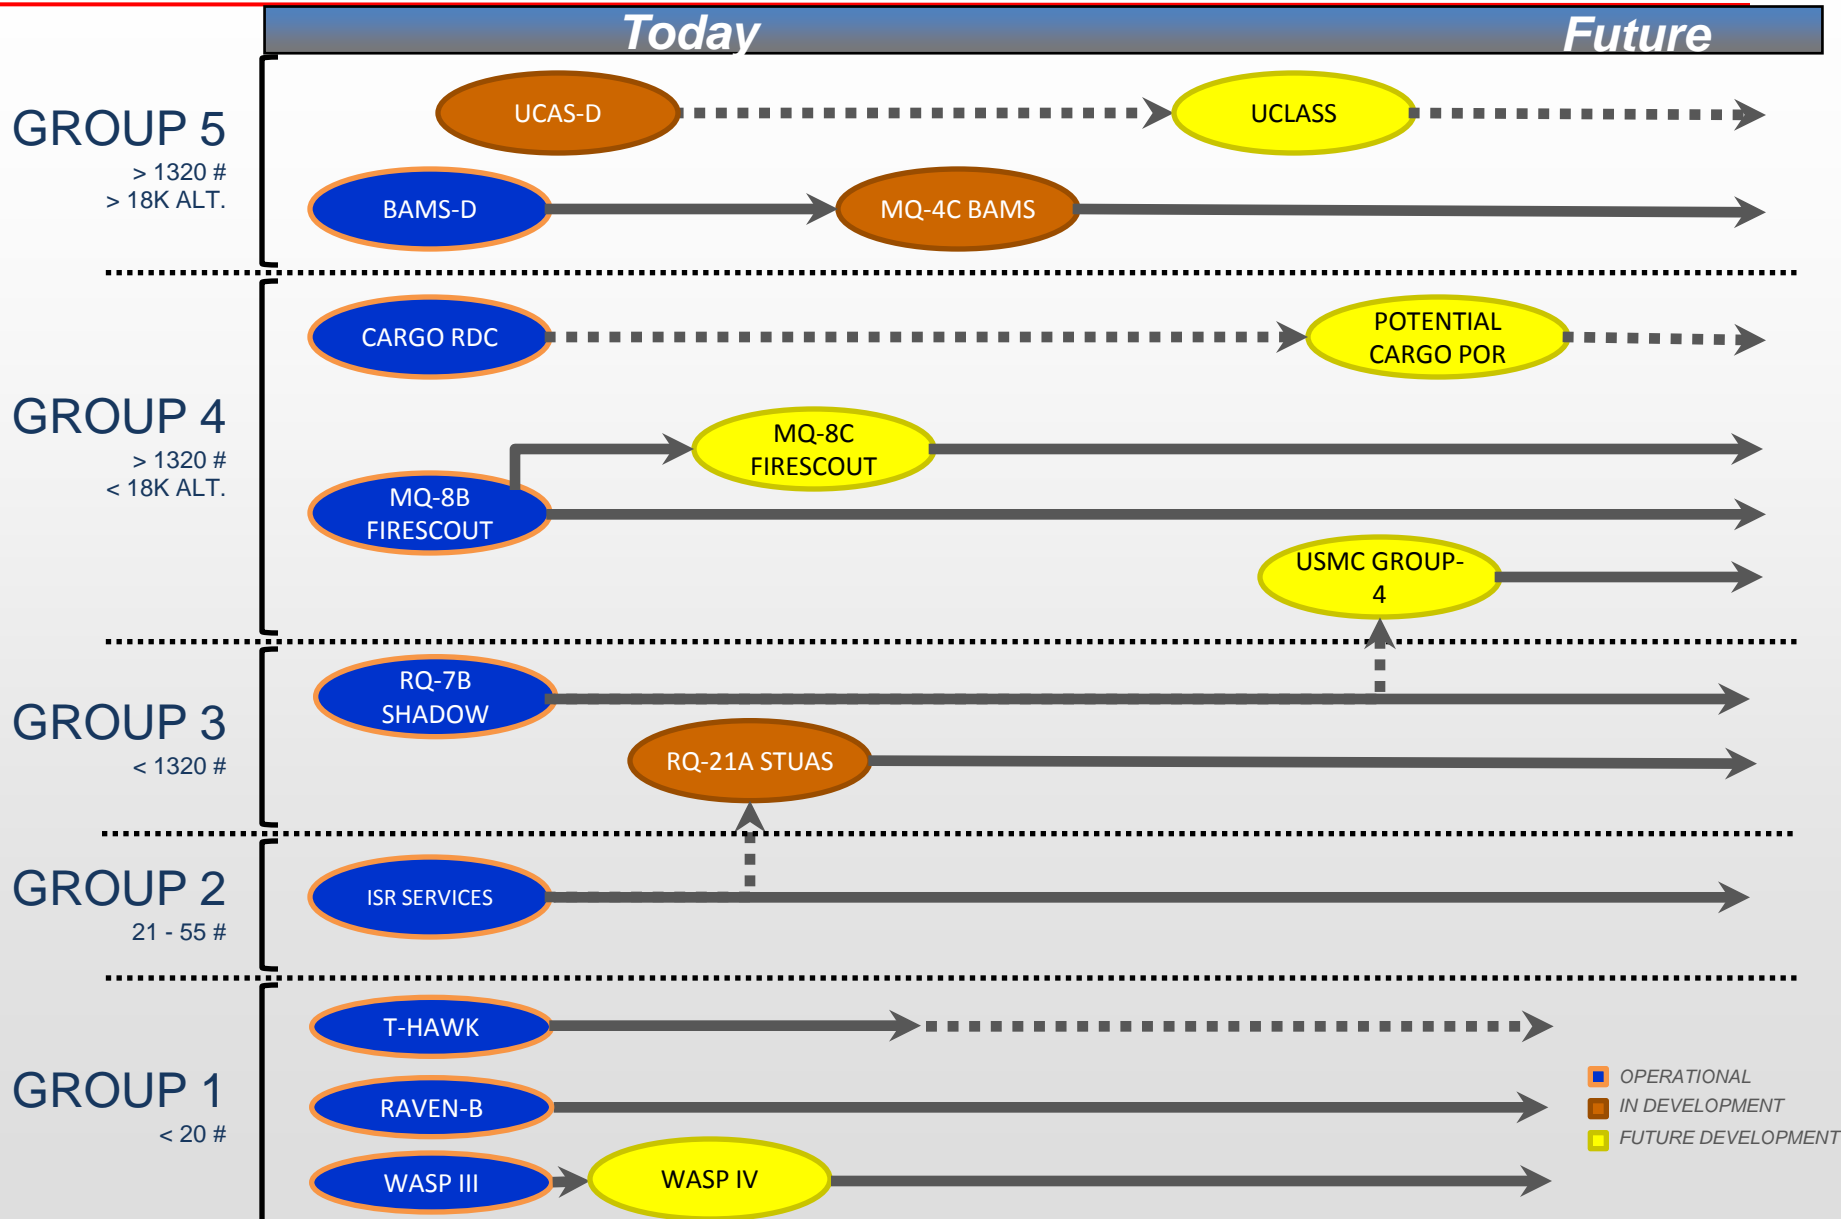 Today
Future
GROUP 5
> 1320 #
> 18K ALT.
UCAS-D
UCLASS
BAMS-D
MQ-4C BAMS
GROUP 4
> 1320 #
< 18K ALT.
CARGO RDC
POTENTIAL
CARGO POR
MQ-8C
FIRESCOUT
MQ-8B
FIRESCOUT
USMC GROUP-
4
GROUP 3
< 1320 #
RQ-7B
SHADOW
RQ-21A STUAS
GROUP 2
21 - 55 #
ISR SERVICES
GROUP 1
< 20 #
T-HAWK
RAVEN-B
WASP III
WASP IV
OPERATIONAL
IN DEVELOPMENT
FUTURE DEVELOPMENT